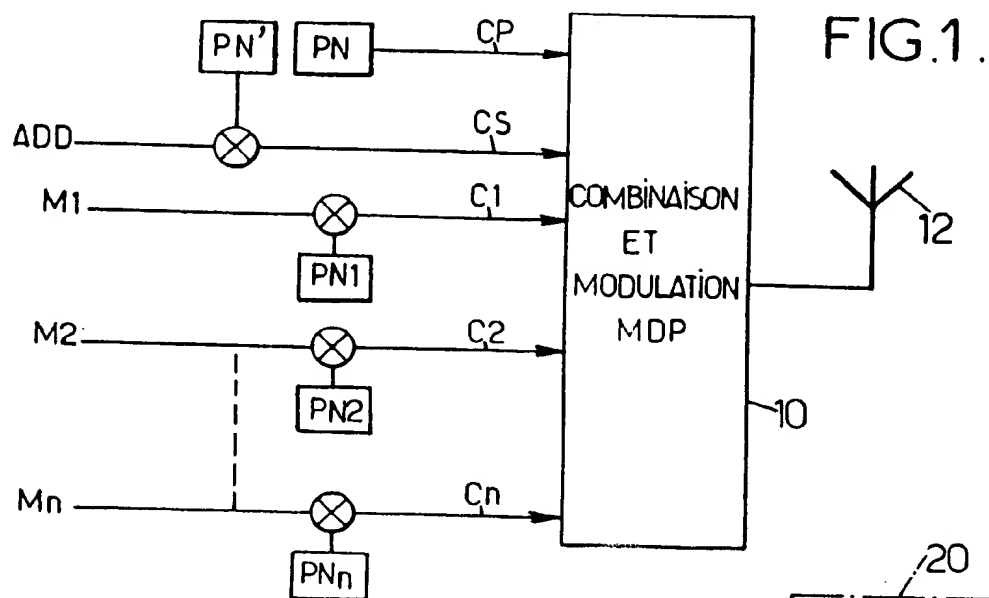 FIG.1.
PN' PN CP
ADD CS
M1 C1
PN1
M2 C2
PN2
Mn Cn
PNn
COMBINAISON
ET
MODULATION
MDP
12
10
20